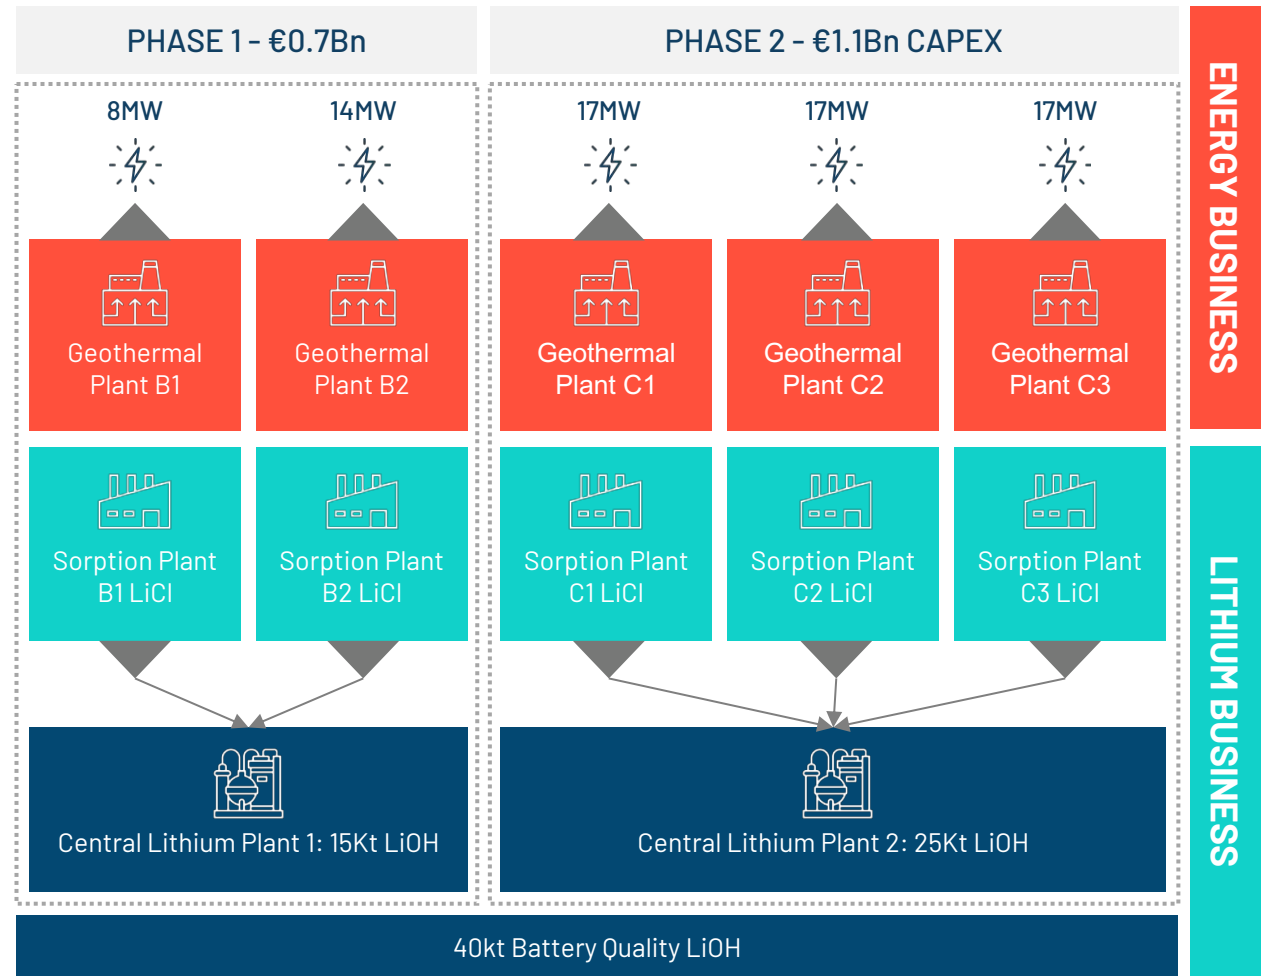 PHASE 1 - €0.7Bn
PHASE 2 - €1.1Bn CAPEX
8MW
14MW
17MW
17MW
17MW
Geothermal
Plant B1
Geothermal
Plant B2
Geothermal
Plant C1
Geothermal
Plant C2
Geothermal
Plant C3
ENERGY BUSINESS
Sorption Plant
B1 LiCl
Sorption Plant
B2 LiCl
Sorption Plant
C1 LiCl
Sorption Plant
C2 LiCl
Sorption Plant
C3 LiCl
Central Lithium Plant 1: 15Kt LiOH
Central Lithium Plant 2: 25Kt LiOH
LITHIUM BUSINESS
40kt Battery Quality LiOH